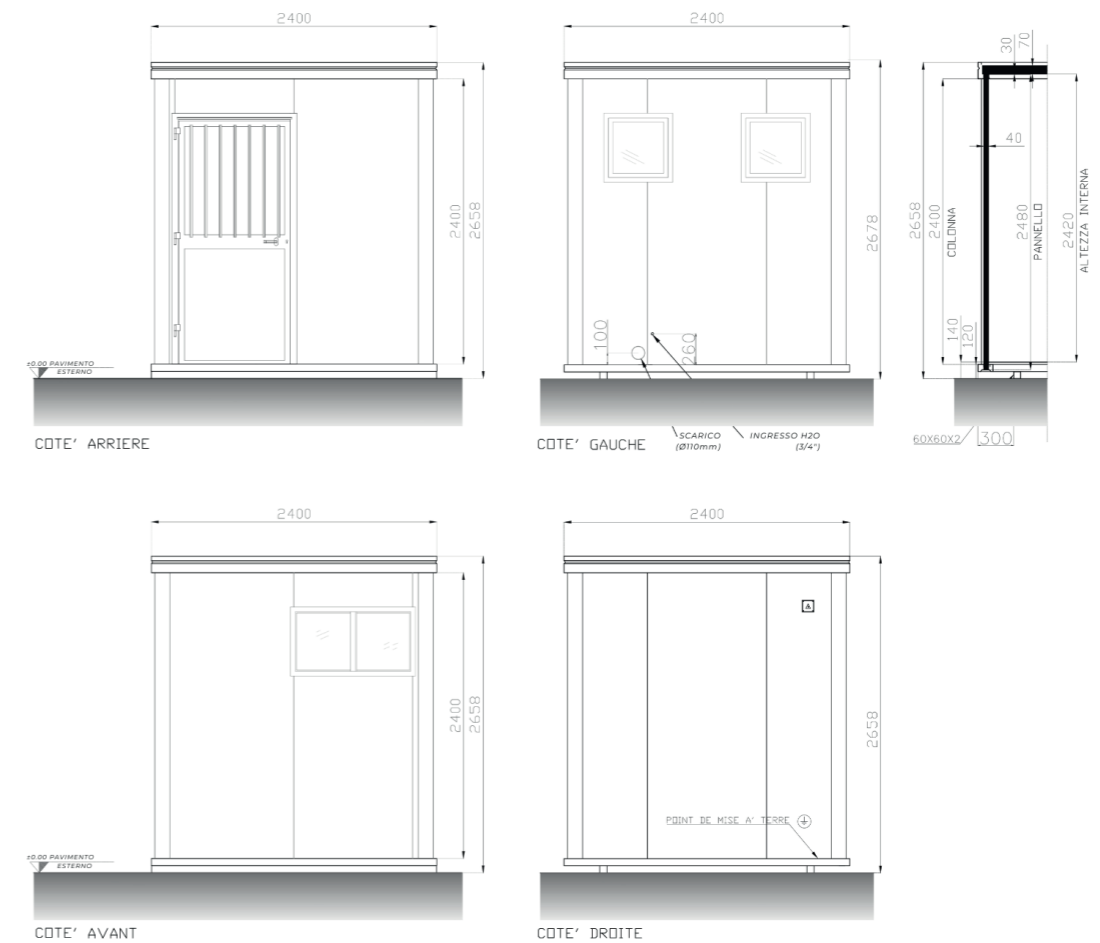 2400
2400
2658
±0.00 PAVIMENTO
ESTERNO
COTE' ARRIERE
2400
2678
100
260
SCARICO
(Ø110mm)
INGRESSO H2O
(3/4")
COTE' GAUCHE
30
70
40
2658
2400
COLONNA
2480
PANNELLO
2420
ALTEZZA INTERNA
140
120
60X60X2
300
2400
2400
2658
±0.00 PAVIMENTO
ESTERNO
COTE' AVANT
2400
2658
POINT DE MISE A' TERRE
COTE' DROITE